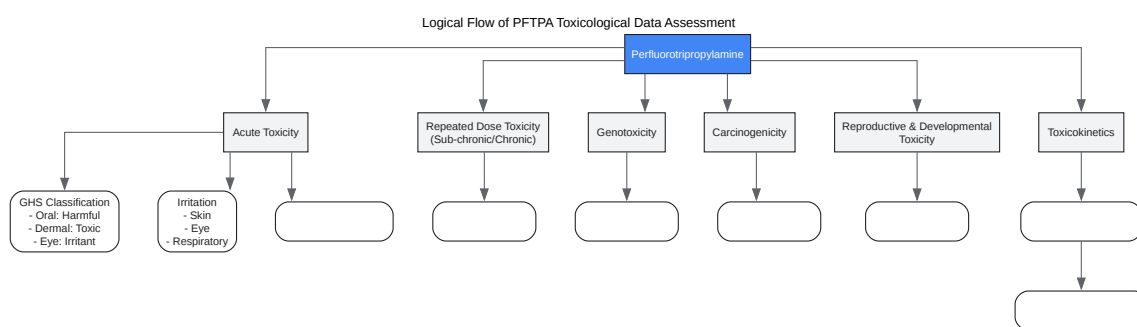 Logical Flow of PFTPA Toxicological Data Assessment
Perfluorotripropylamine
Acute Toxicity
Repeated Dose Toxicity
(Sub-chronic/Chronic)
Genotoxicity
Carcinogenicity
Reproductive & Developmental
Toxicity
Toxicokinetics
GHS Classification
- Oral: Harmful
- Dermal: Toxic
- Eye: Irritant
Irritation
- Skin
- Eye
- Respiratory